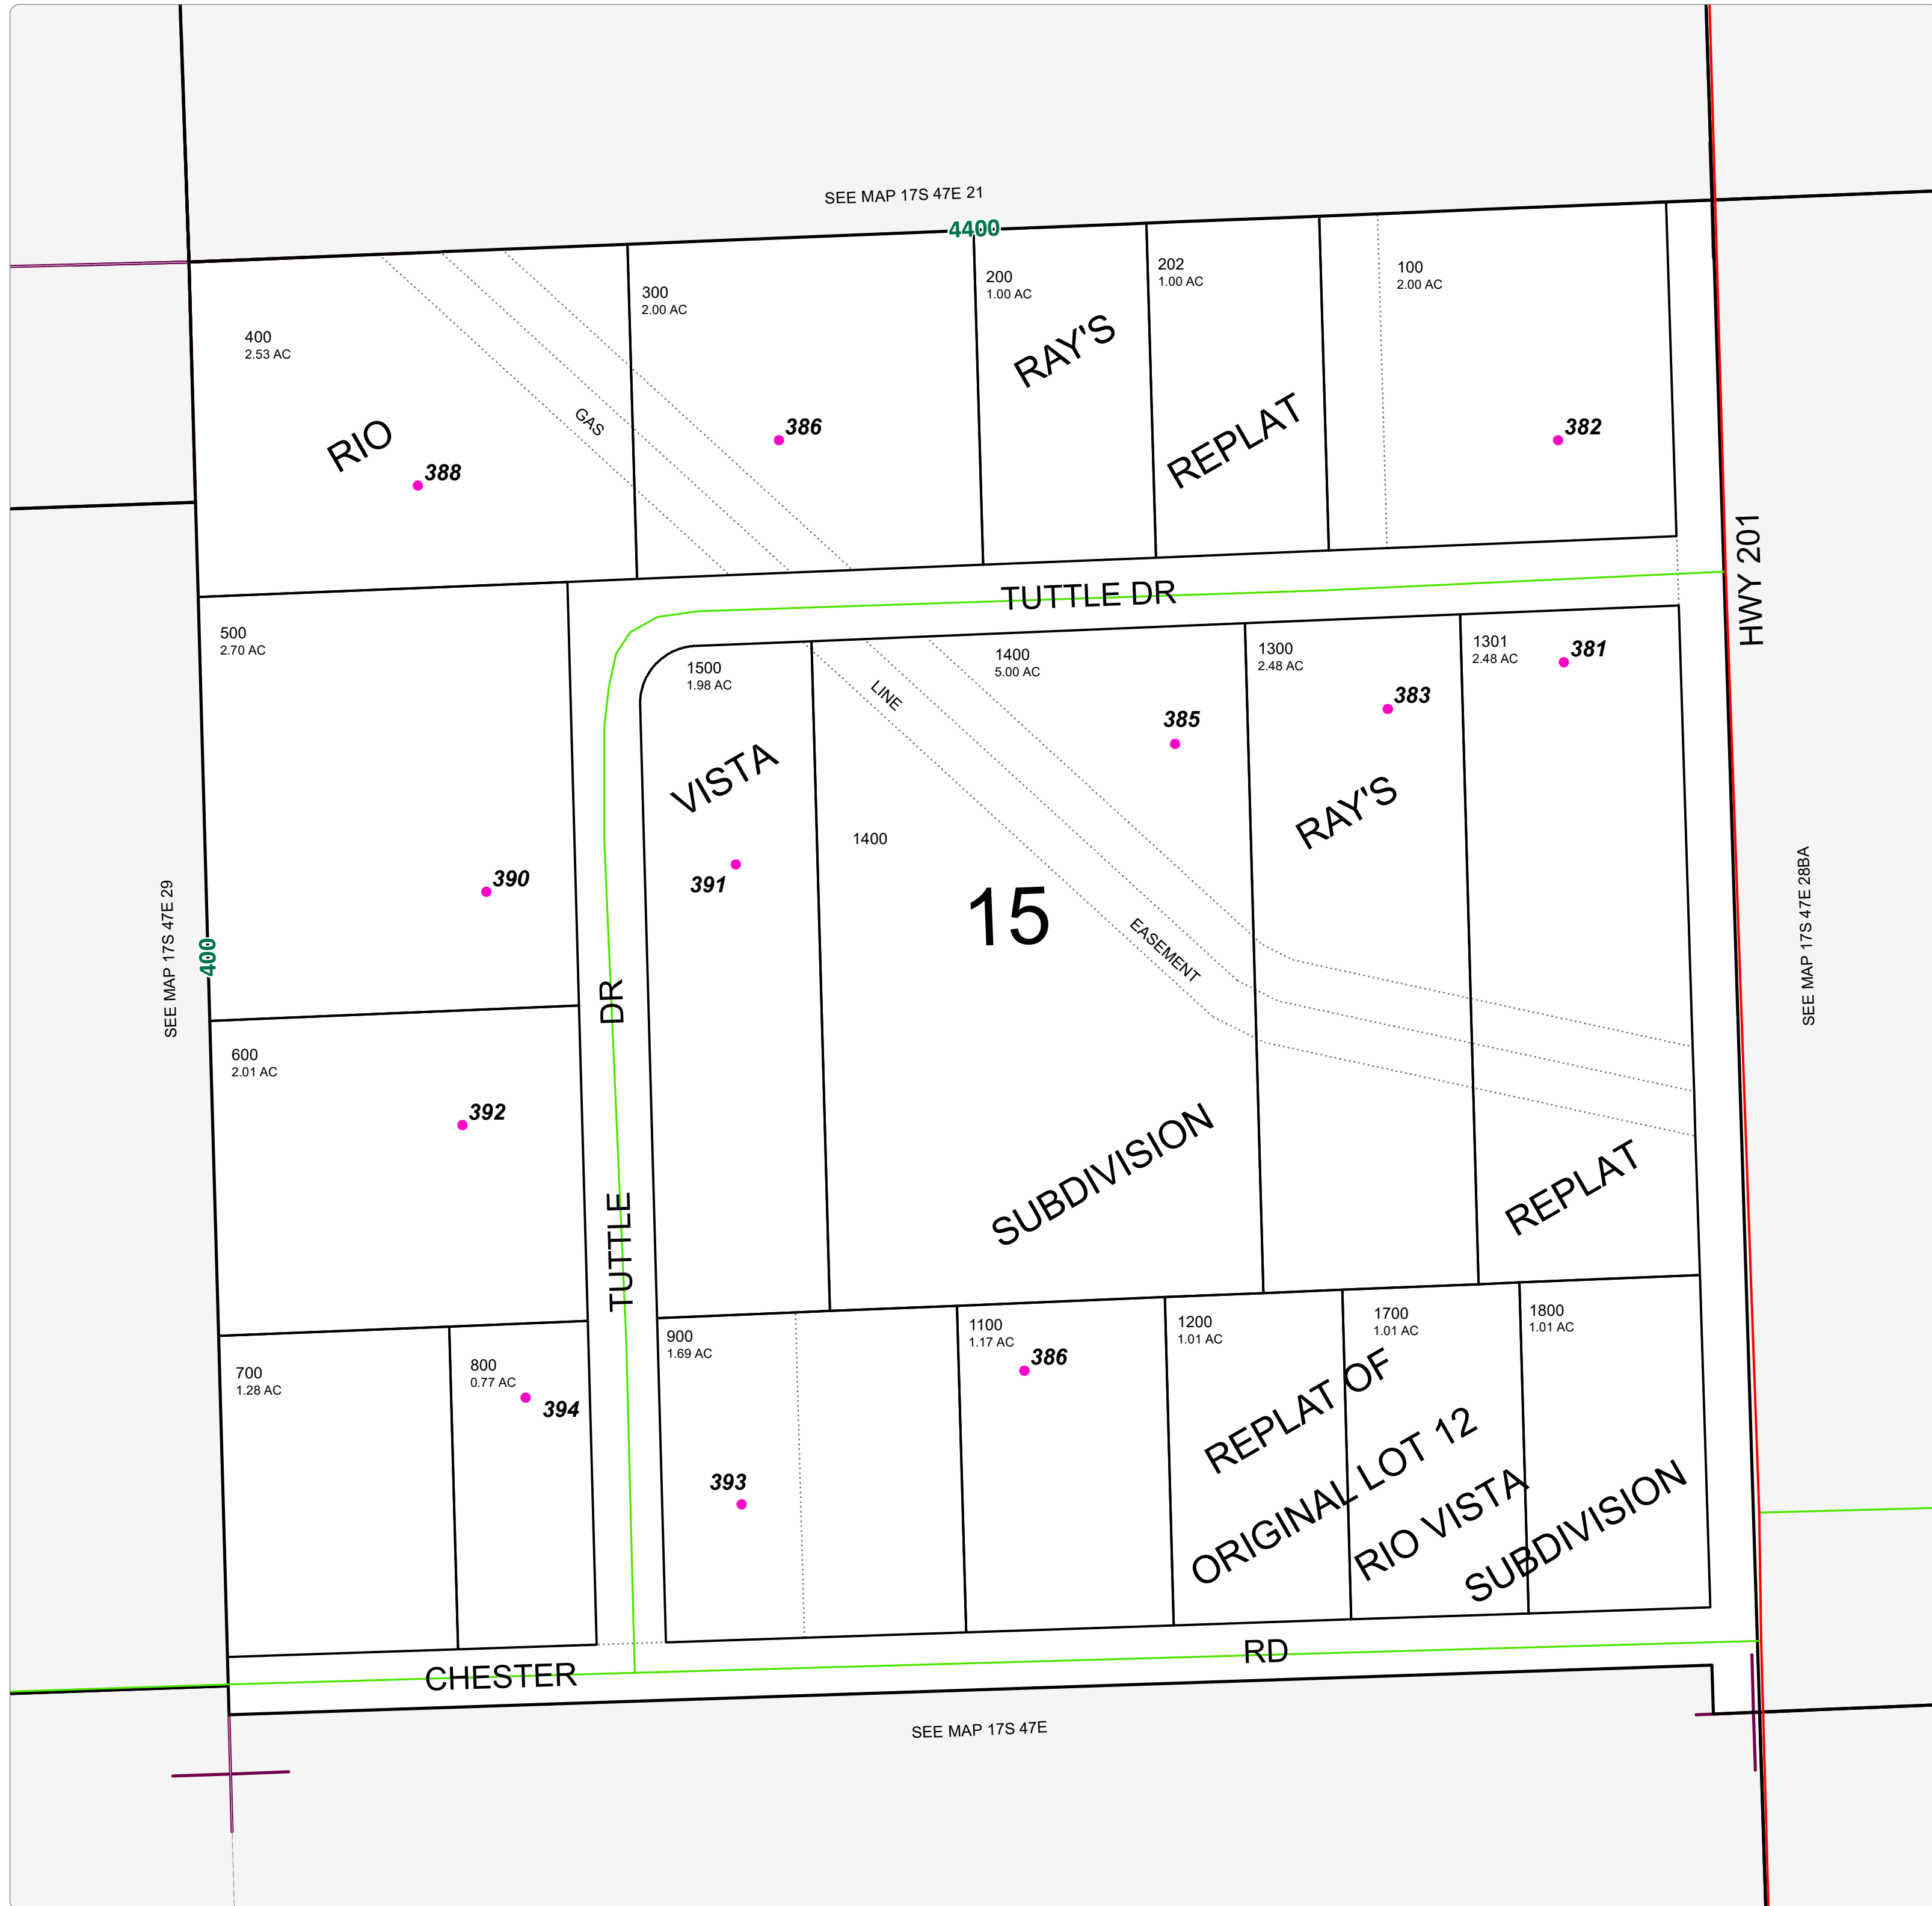 SEE MAP 17S 47E 21
4400
400
2.53 AC
RIO
388
GAS
300
2.00 AC
386
200
1.00 AC
RAY'S
202
1.00 AC
REPLAT
100
2.00 AC
382
HWY 201
TUTTLE DR
500
2.70 AC
390
1500
1.98 AC
VISTA
391
LINE
1400
5.00 AC
385
1400
15
EASEMENT
SUBDIVISION
1300
2.48 AC
383
RAY'S
1301
2.48 AC
381
REPLAT
SEE MAP 17S 47E 29
400
SEE MAP 17S 47E 28BA
TUTTLE DR
600
2.01 AC
392
700
1.28 AC
800
0.77 AC
394
900
1.69 AC
393
1100
1.17 AC
386
1200
1.01 AC
1700
1.01 AC
1800
1.01 AC
REPLAT OF
ORIGINAL LOT 12
RIO VISTA
SUBDIVISION
CHESTER RD
SEE MAP 17S 47E